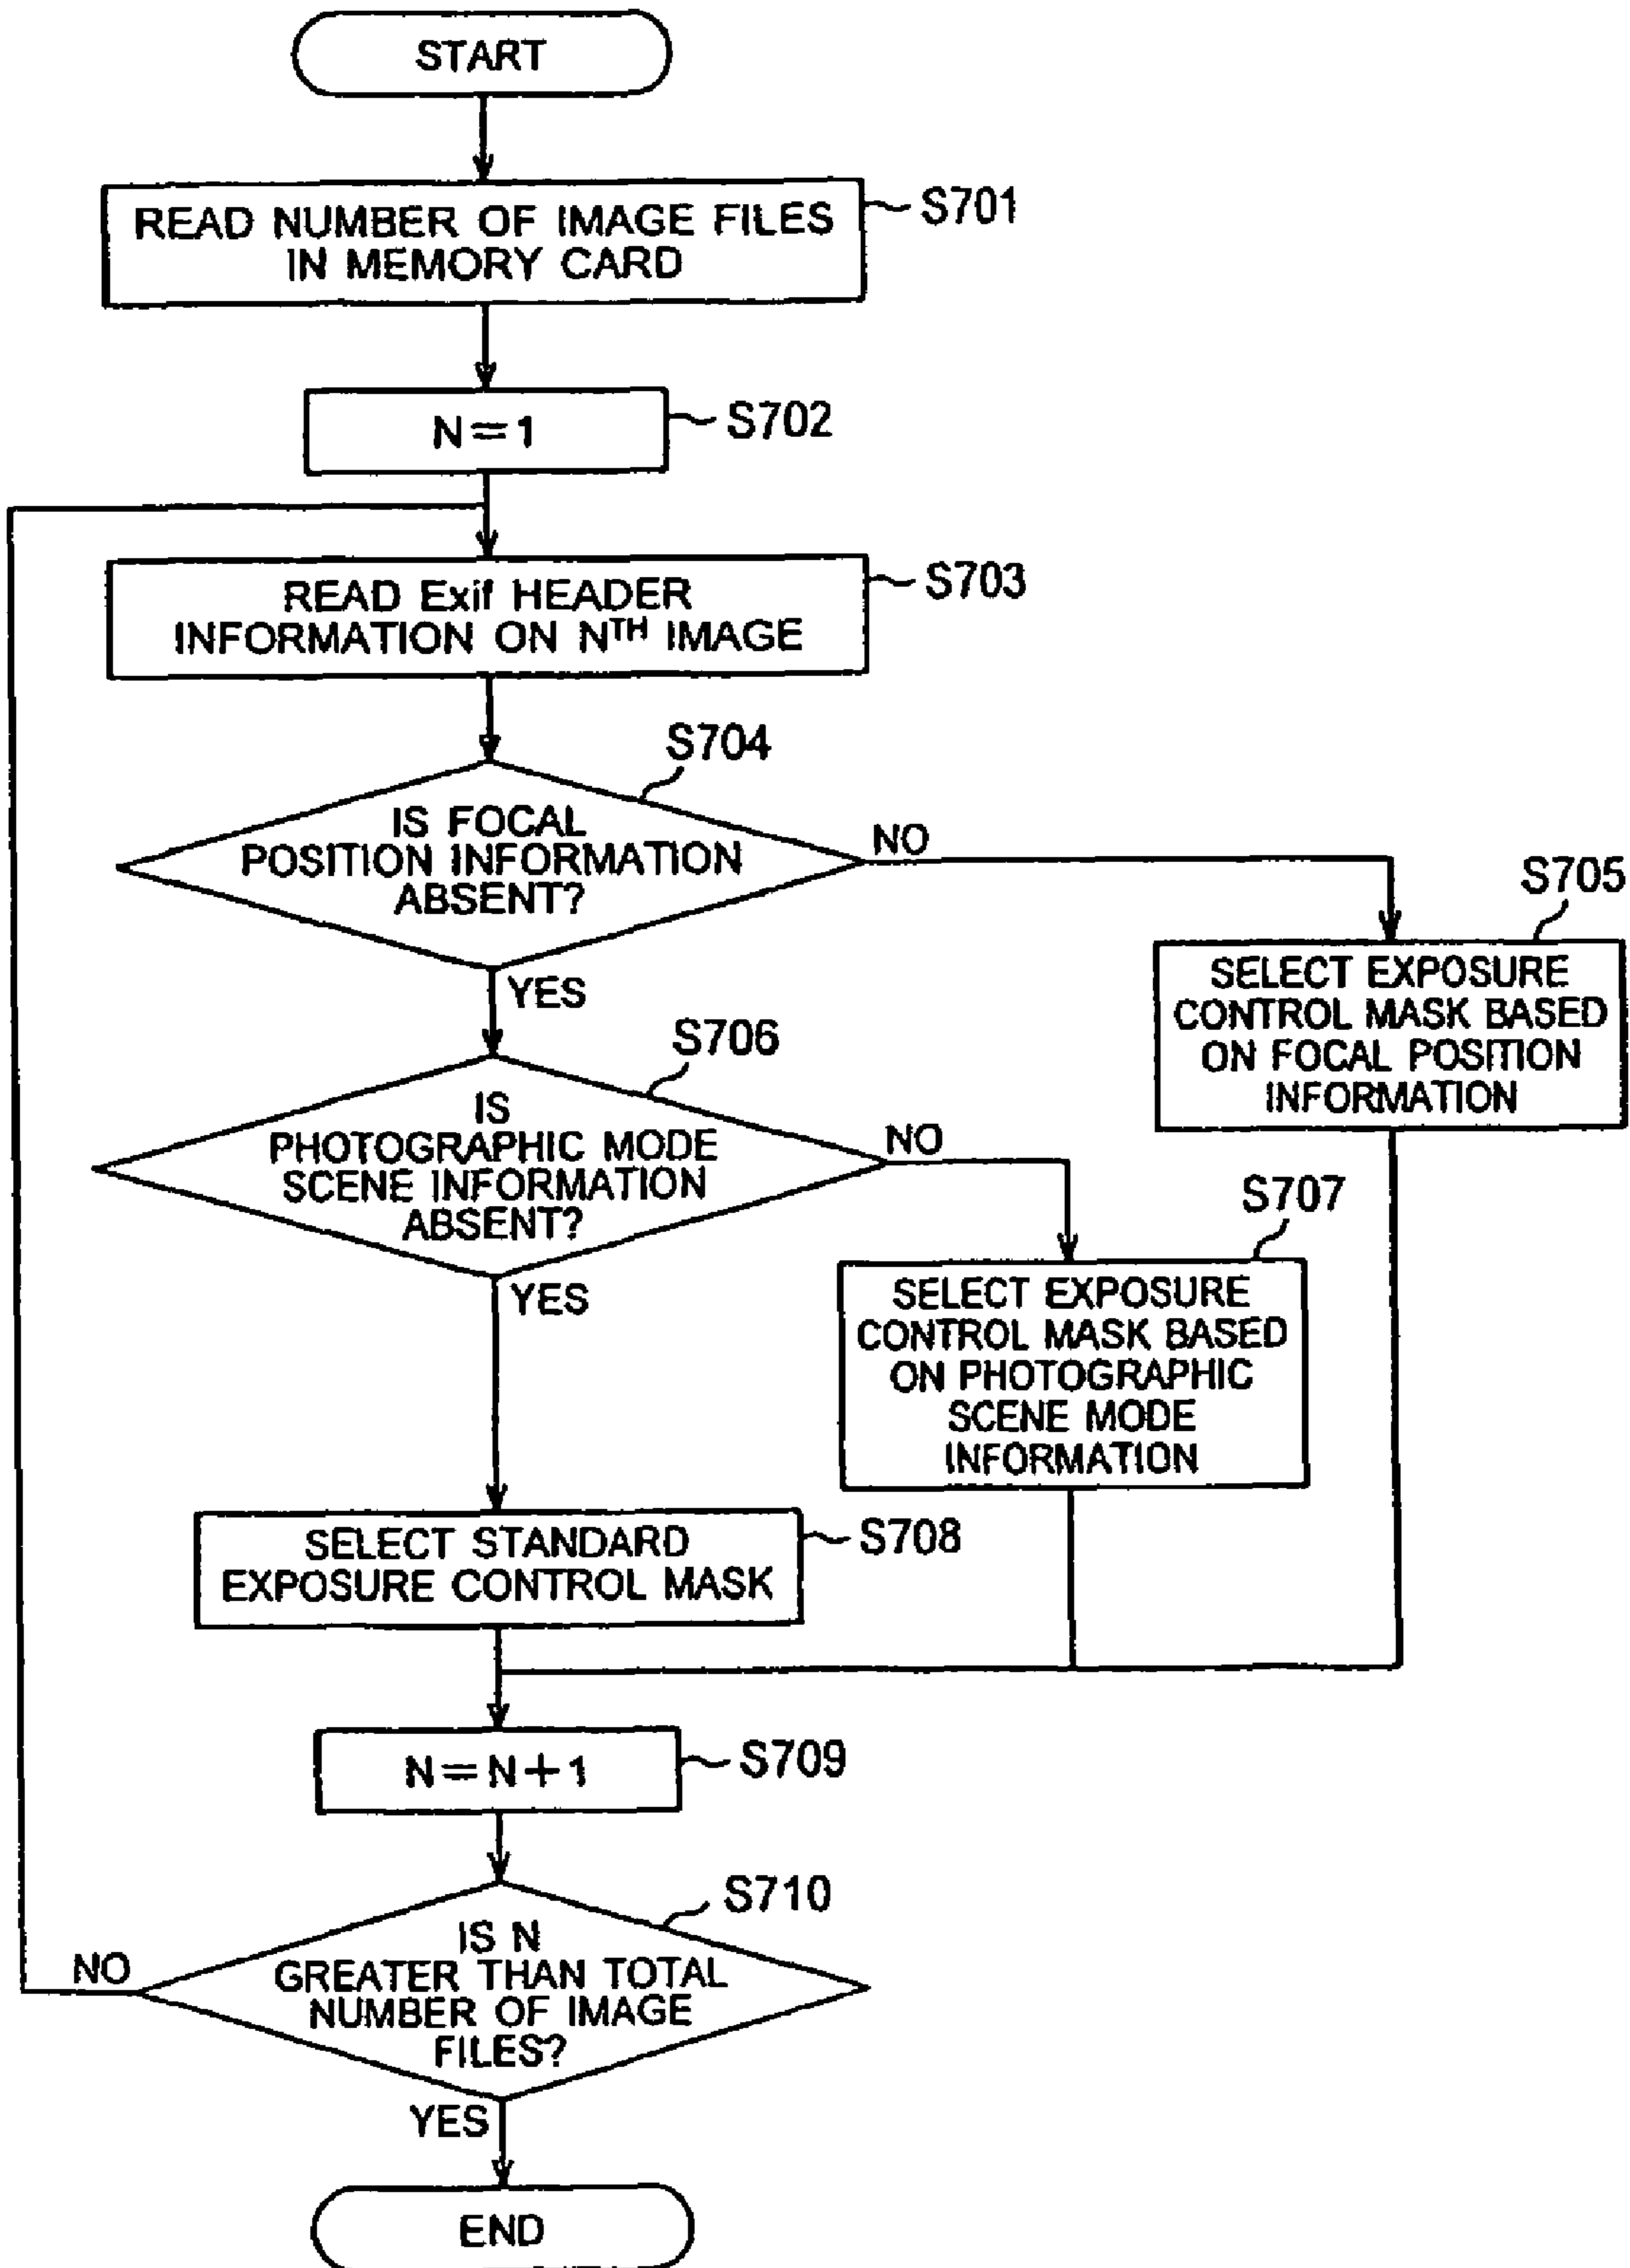 START
READ NUMBER OF IMAGE FILES
IN MEMORY CARD
S701
N=1
S702
READ Exif HEADER
INFORMATION ON NTH IMAGE
S703
S704
IS FOCAL
POSITION INFORMATION
ABSENT?
NO
YES
S705
SELECT EXPOSURE
CONTROL MASK BASED
ON FOCAL POSITION
INFORMATION
S706
IS
PHOTOGRAPHIC MODE
SCENE INFORMATION
ABSENT?
NO
YES
S707
SELECT EXPOSURE
CONTROL MASK BASED
ON PHOTOGRAPHIC
SCENE MODE
INFORMATION
SELECT STANDARD
EXPOSURE CONTROL MASK
S708
N=N+1
S709
S710
IS N
GREATER THAN TOTAL
NUMBER OF IMAGE
FILES?
NO
YES
END